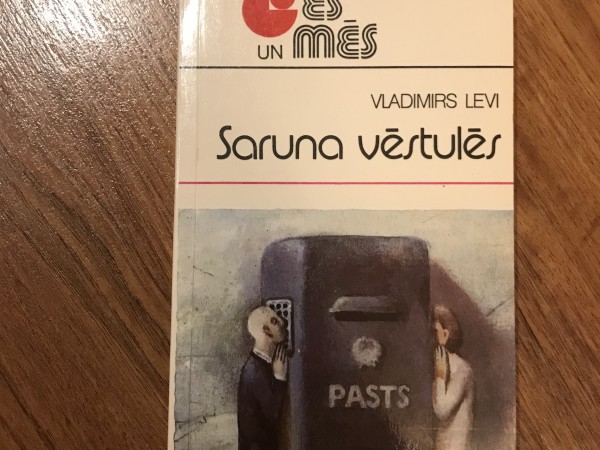 ES
UN MĒS
VLADIMIRS LEVI
Saruna vēstulēs
PASTS